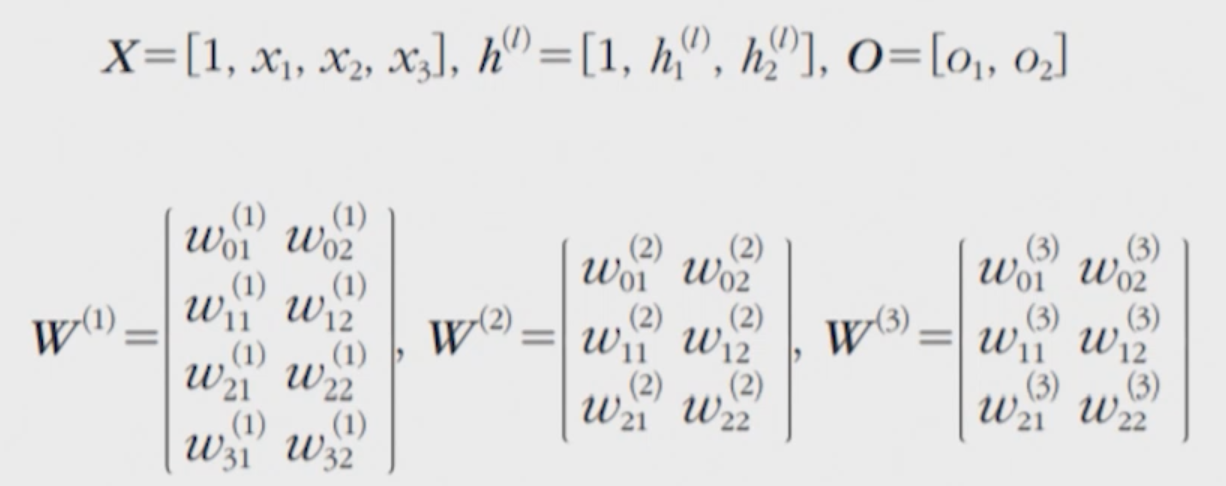 X=[1, x₁, x₂, x₃], h⁽ˡ⁾=[1, h₁⁽ˡ⁾, h₂⁽ˡ⁾], O=[o₁, o₂]
W⁽¹⁾= [w₀₁⁽¹⁾ w₀₂⁽¹⁾
w₁₁⁽¹⁾ w₁₂⁽¹⁾
w₂₁⁽¹⁾ w₂₂⁽¹⁾
w₃₁⁽¹⁾ w₃₂⁽¹⁾],
W⁽²⁾= [w₀₁⁽²⁾ w₀₂⁽²⁾
w₁₁⁽²⁾ w₁₂⁽²⁾
w₂₁⁽²⁾ w₂₂⁽²⁾],
W⁽³⁾= [w₀₁⁽³⁾ w₀₂⁽³⁾
w₁₁⁽³⁾ w₁₂⁽³⁾
w₂₁⁽³⁾ w₂₂⁽³⁾]